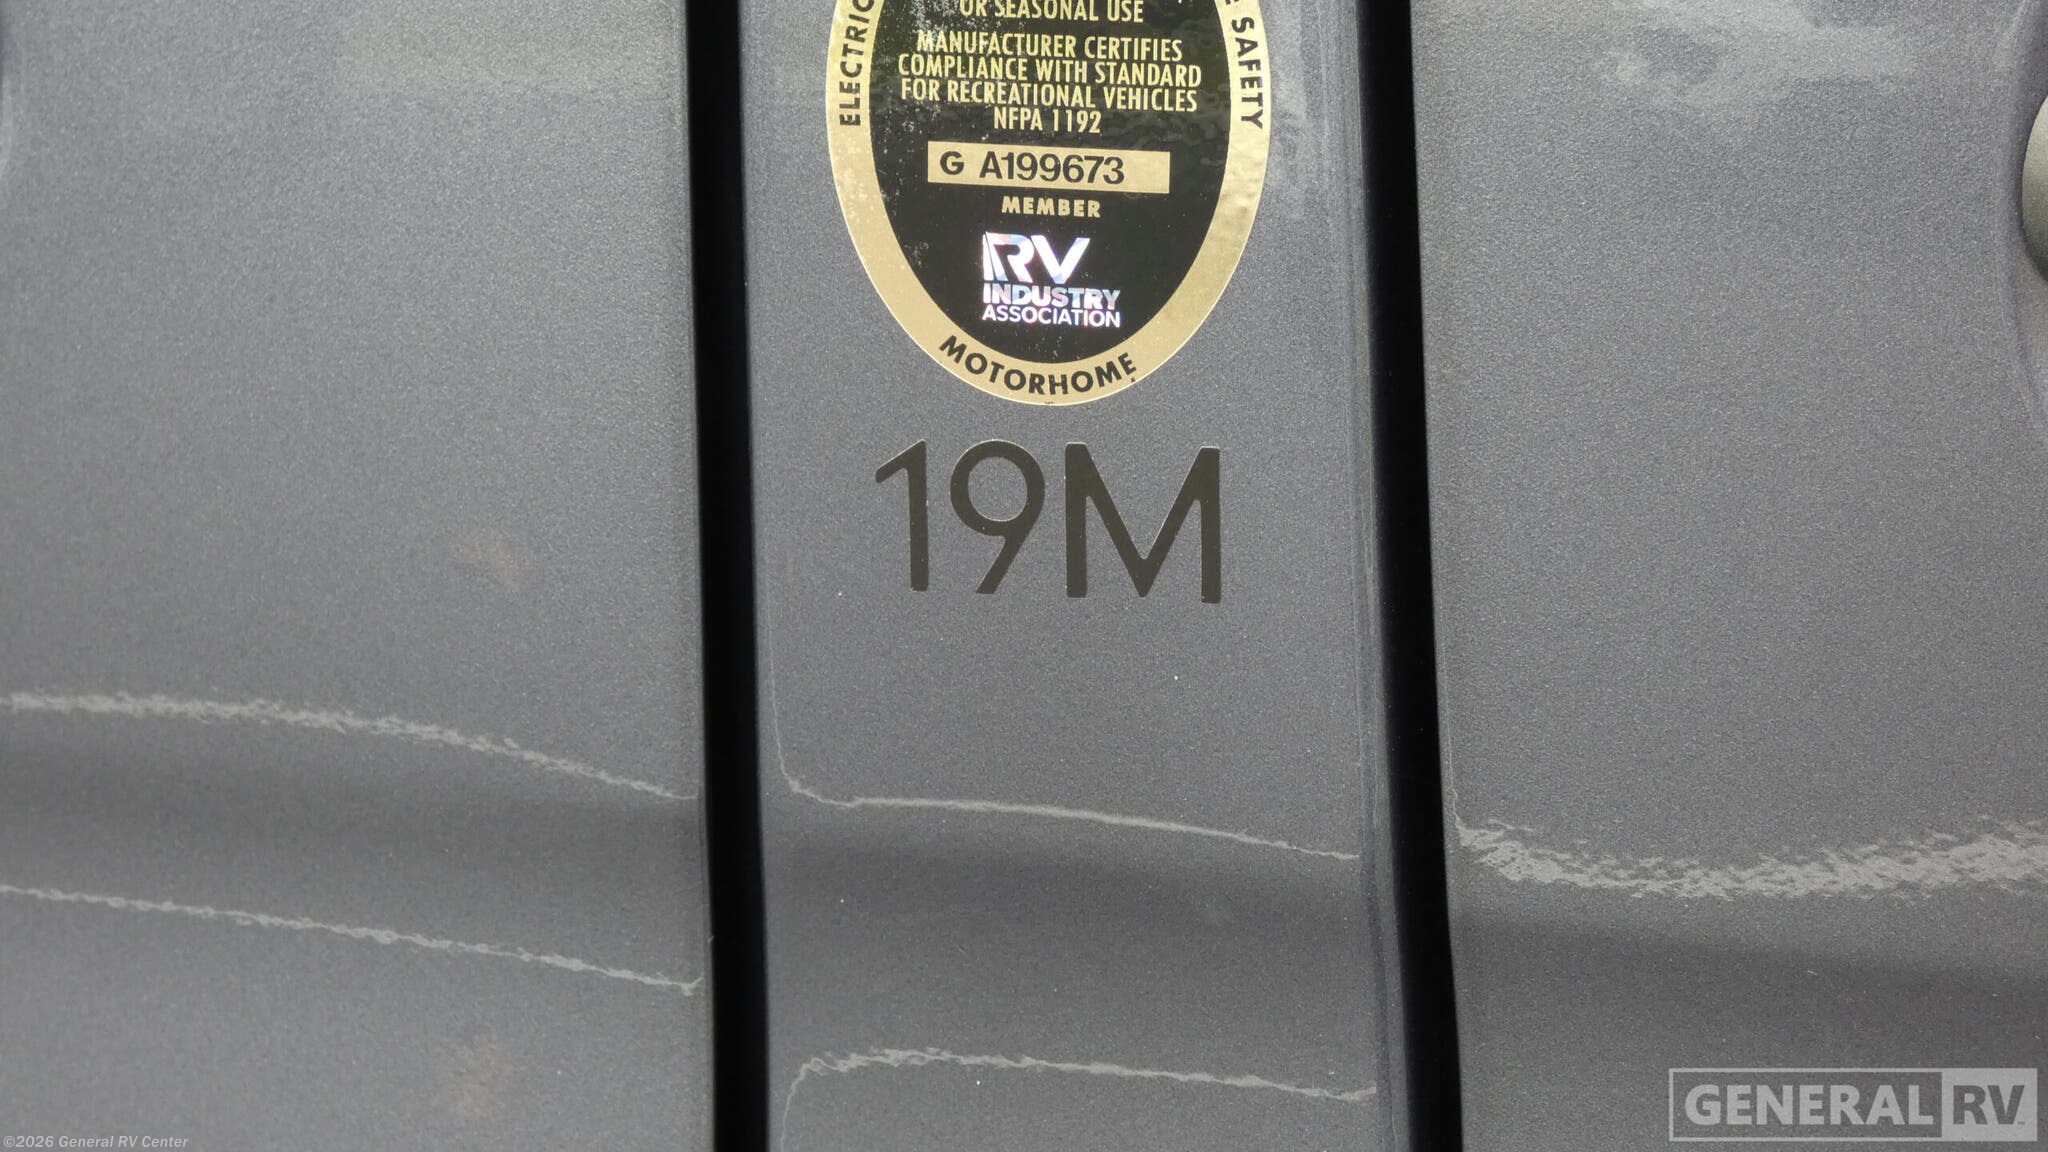 ELECTRIC
E SAFETY
OR SEASONAL USE
MANUFACTURER CERTIFIES
COMPLIANCE WITH STANDARD
FOR RECREATIONAL VEHICLES
NFPA 1192
G A199673
MEMBER
RV
INDUSTRY
ASSOCIATION
MOTORHOME
19M
GENERAL RV
©2026 General RV Center